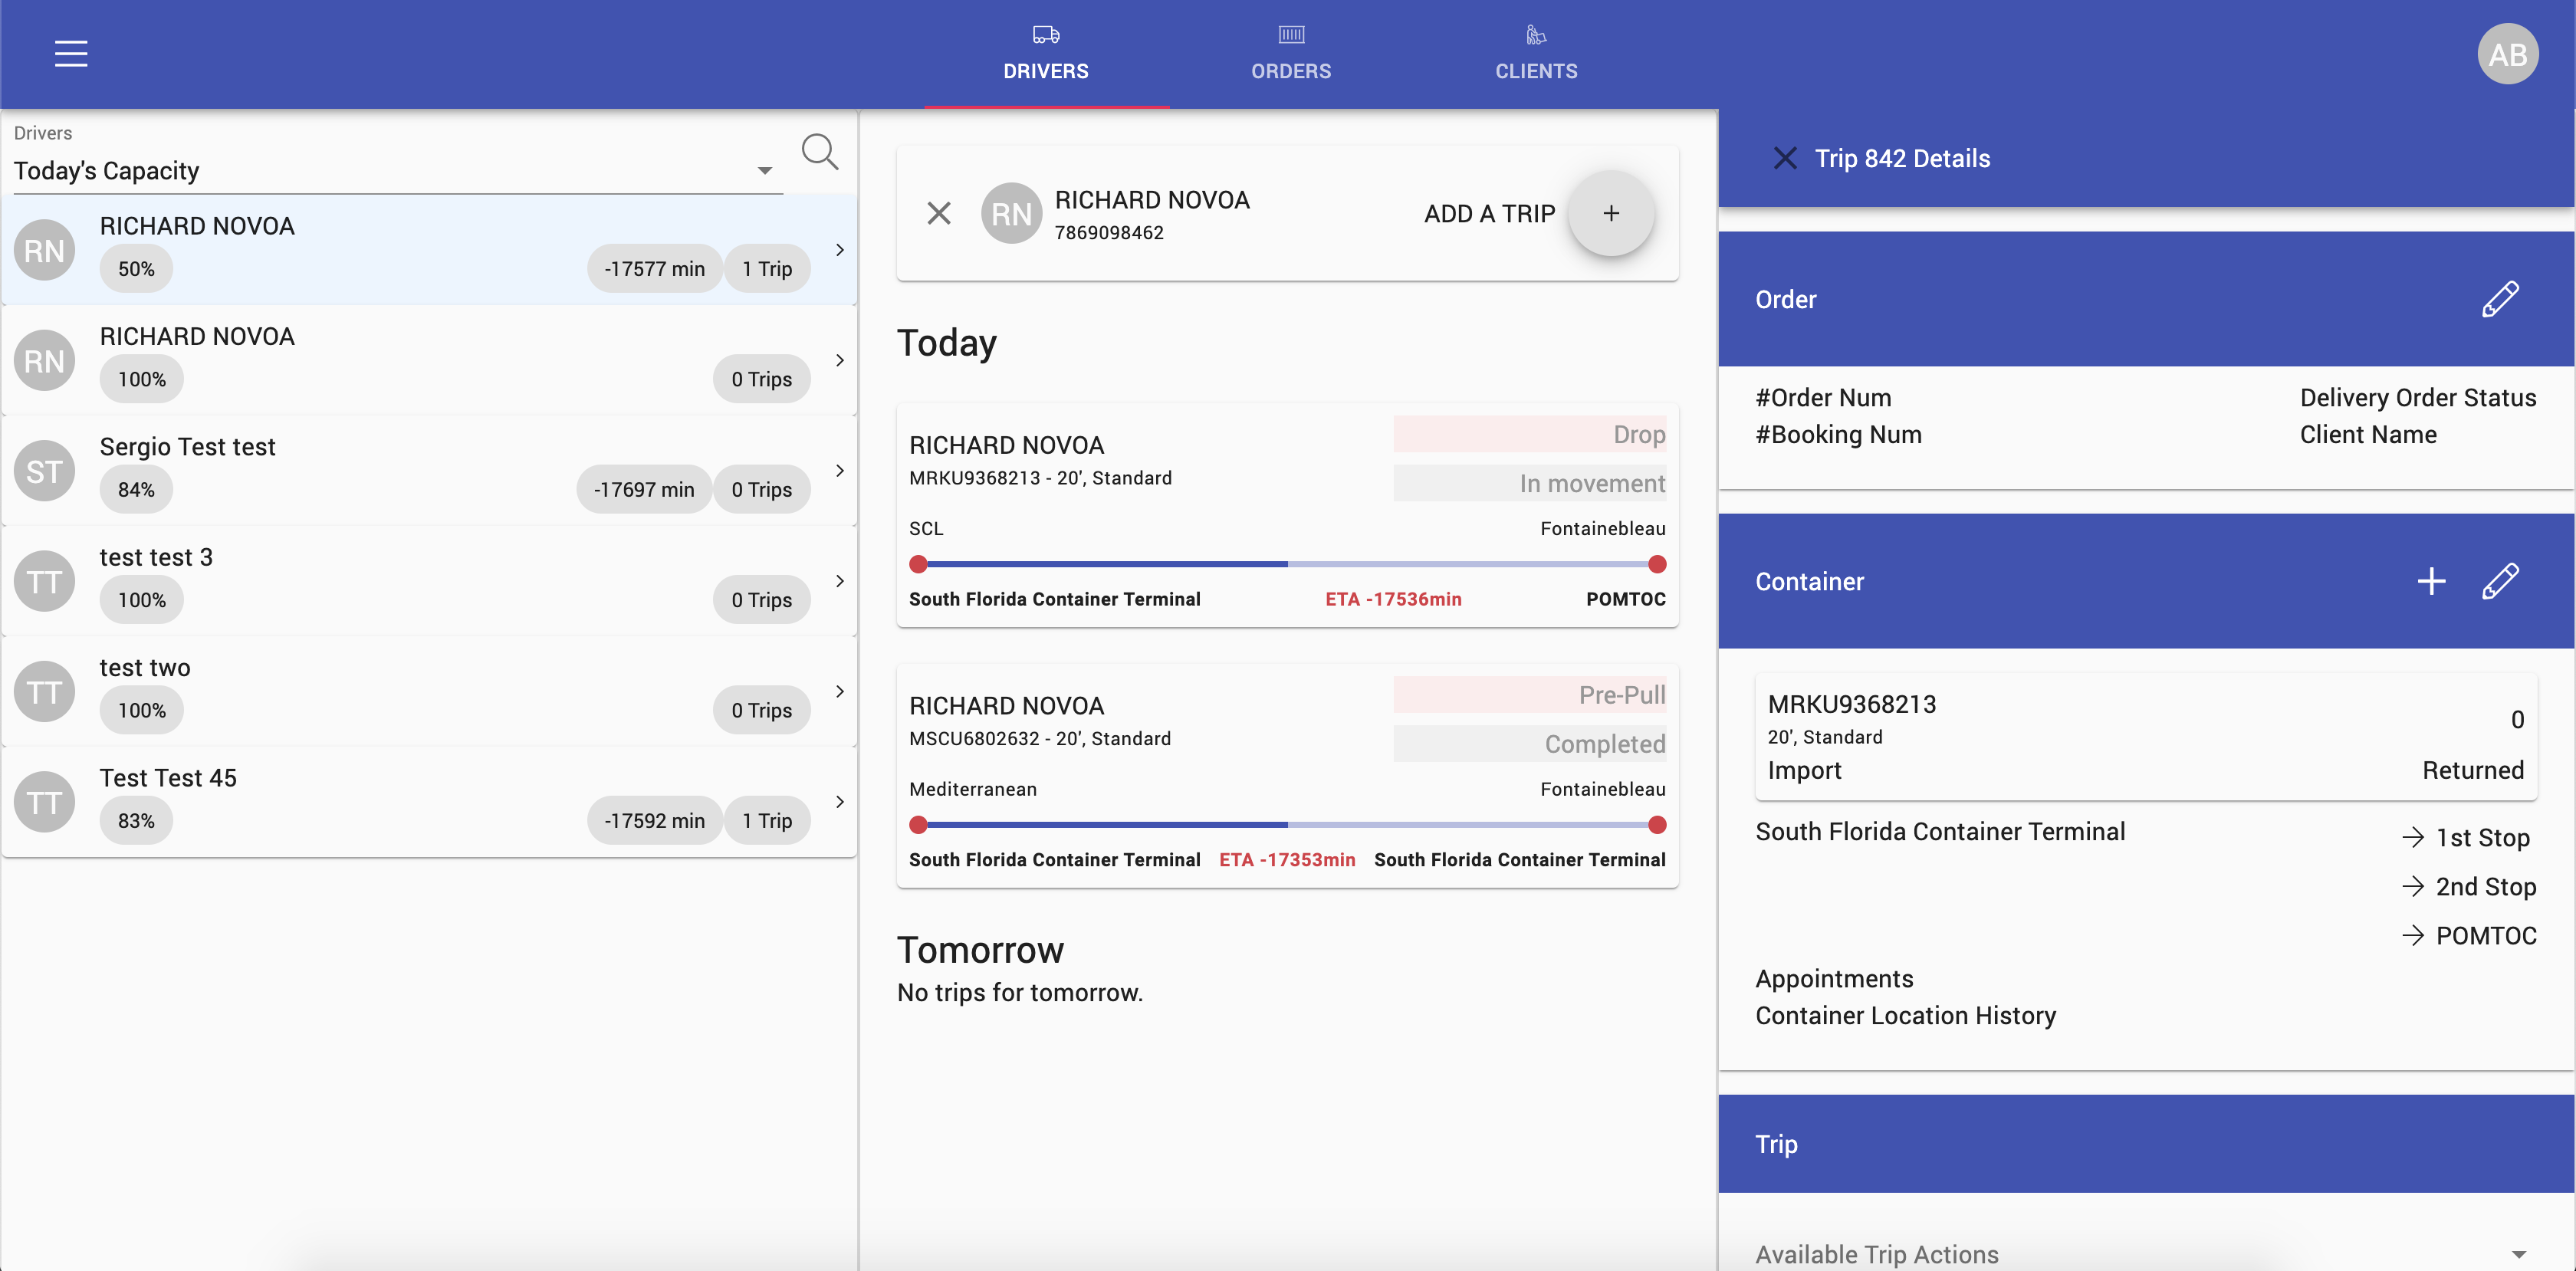 DRIVERS
ORDERS
CLIENTS
AB
Drivers
Today's Capacity
RN
RICHARD NOVOA
50%
-17577 min
1 Trip
RN
RICHARD NOVOA
100%
0 Trips
ST
Sergio Test test
84%
-17697 min
0 Trips
TT
test test 3
100%
0 Trips
TT
test two
100%
0 Trips
TT
Test Test 45
83%
-17592 min
1 Trip
RN
RICHARD NOVOA
7869098462
ADD A TRIP
+
Today
RICHARD NOVOA
Drop
MRKU9368213 - 20', Standard
In movement
SCL
Fontainebleau
South Florida Container Terminal
ETA -17536min
POMTOC
RICHARD NOVOA
Pre-Pull
MSCU6802632 - 20', Standard
Completed
Mediterranean
Fontainebleau
South Florida Container Terminal
ETA -17353min
South Florida Container Terminal
Tomorrow
No trips for tomorrow.
Trip 842 Details
Order
#Order Num
Delivery Order Status
#Booking Num
Client Name
Container
MRKU9368213
0
20', Standard
Import
Returned
South Florida Container Terminal
→ 1st Stop
→ 2nd Stop
→ POMTOC
Appointments
Container Location History
Trip
Available Trip Actions